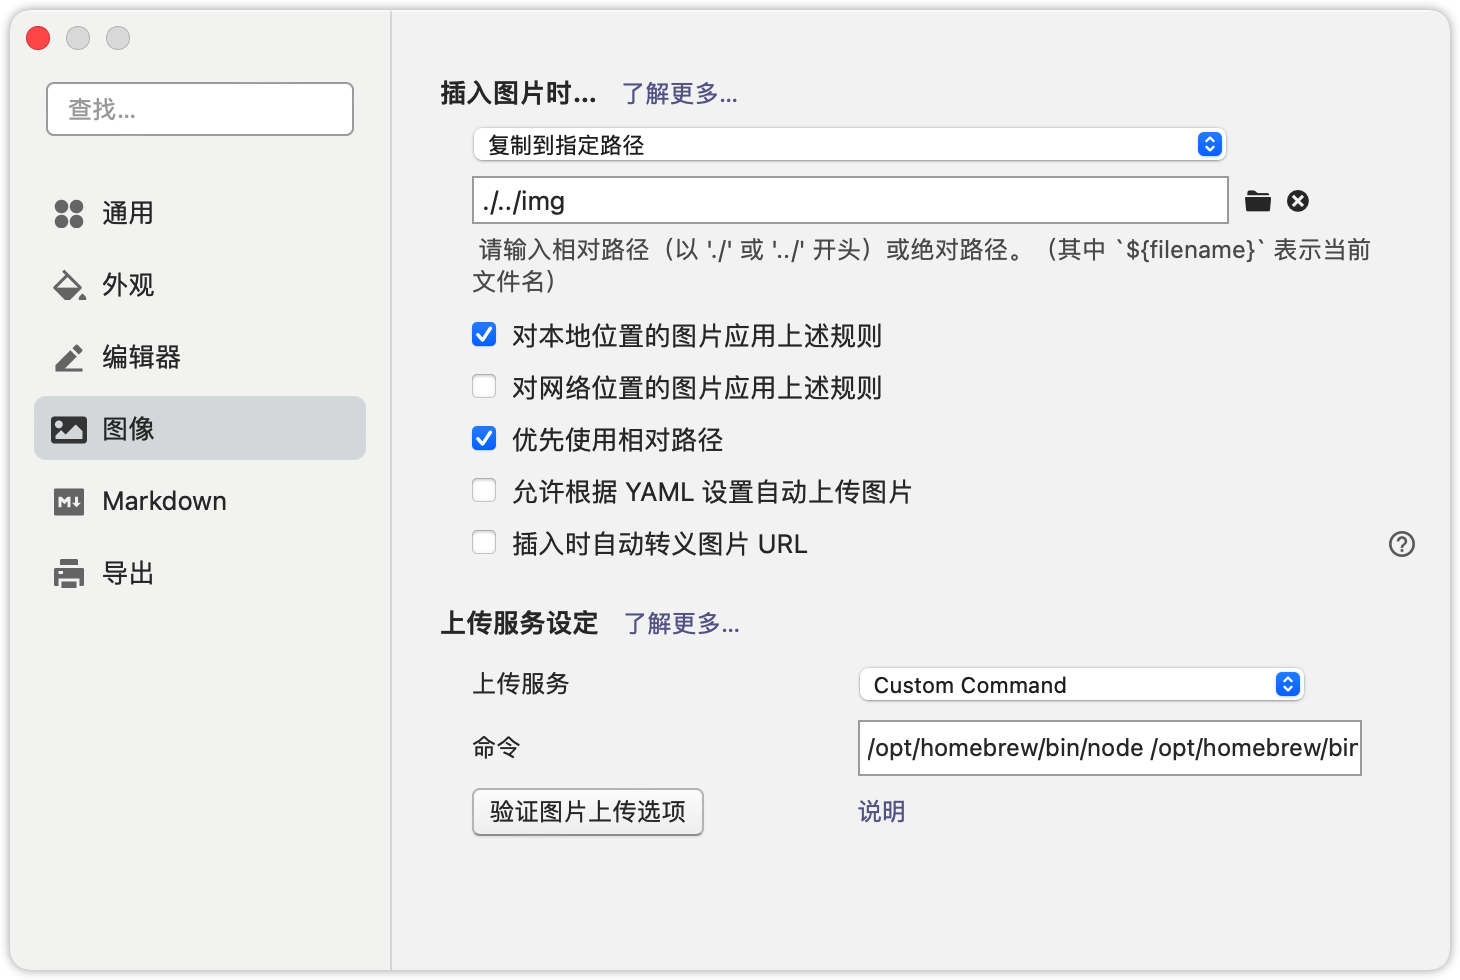 查找...
通用
外观
编辑器
图像
Markdown
导出
插入图片时... 了解更多...
复制到指定路径
./../img
请输入相对路径（以 './' 或 '../' 开头）或绝对路径。（其中 `${filename}` 表示当前
文件名）
对本地位置的图片应用上述规则
对网络位置的图片应用上述规则
优先使用相对路径
允许根据 YAML 设置自动上传图片
插入时自动转义图片 URL
上传服务设定 了解更多...
上传服务 Custom Command
命令 /opt/homebrew/bin/node /opt/homebrew/bin
验证图片上传选项 说明